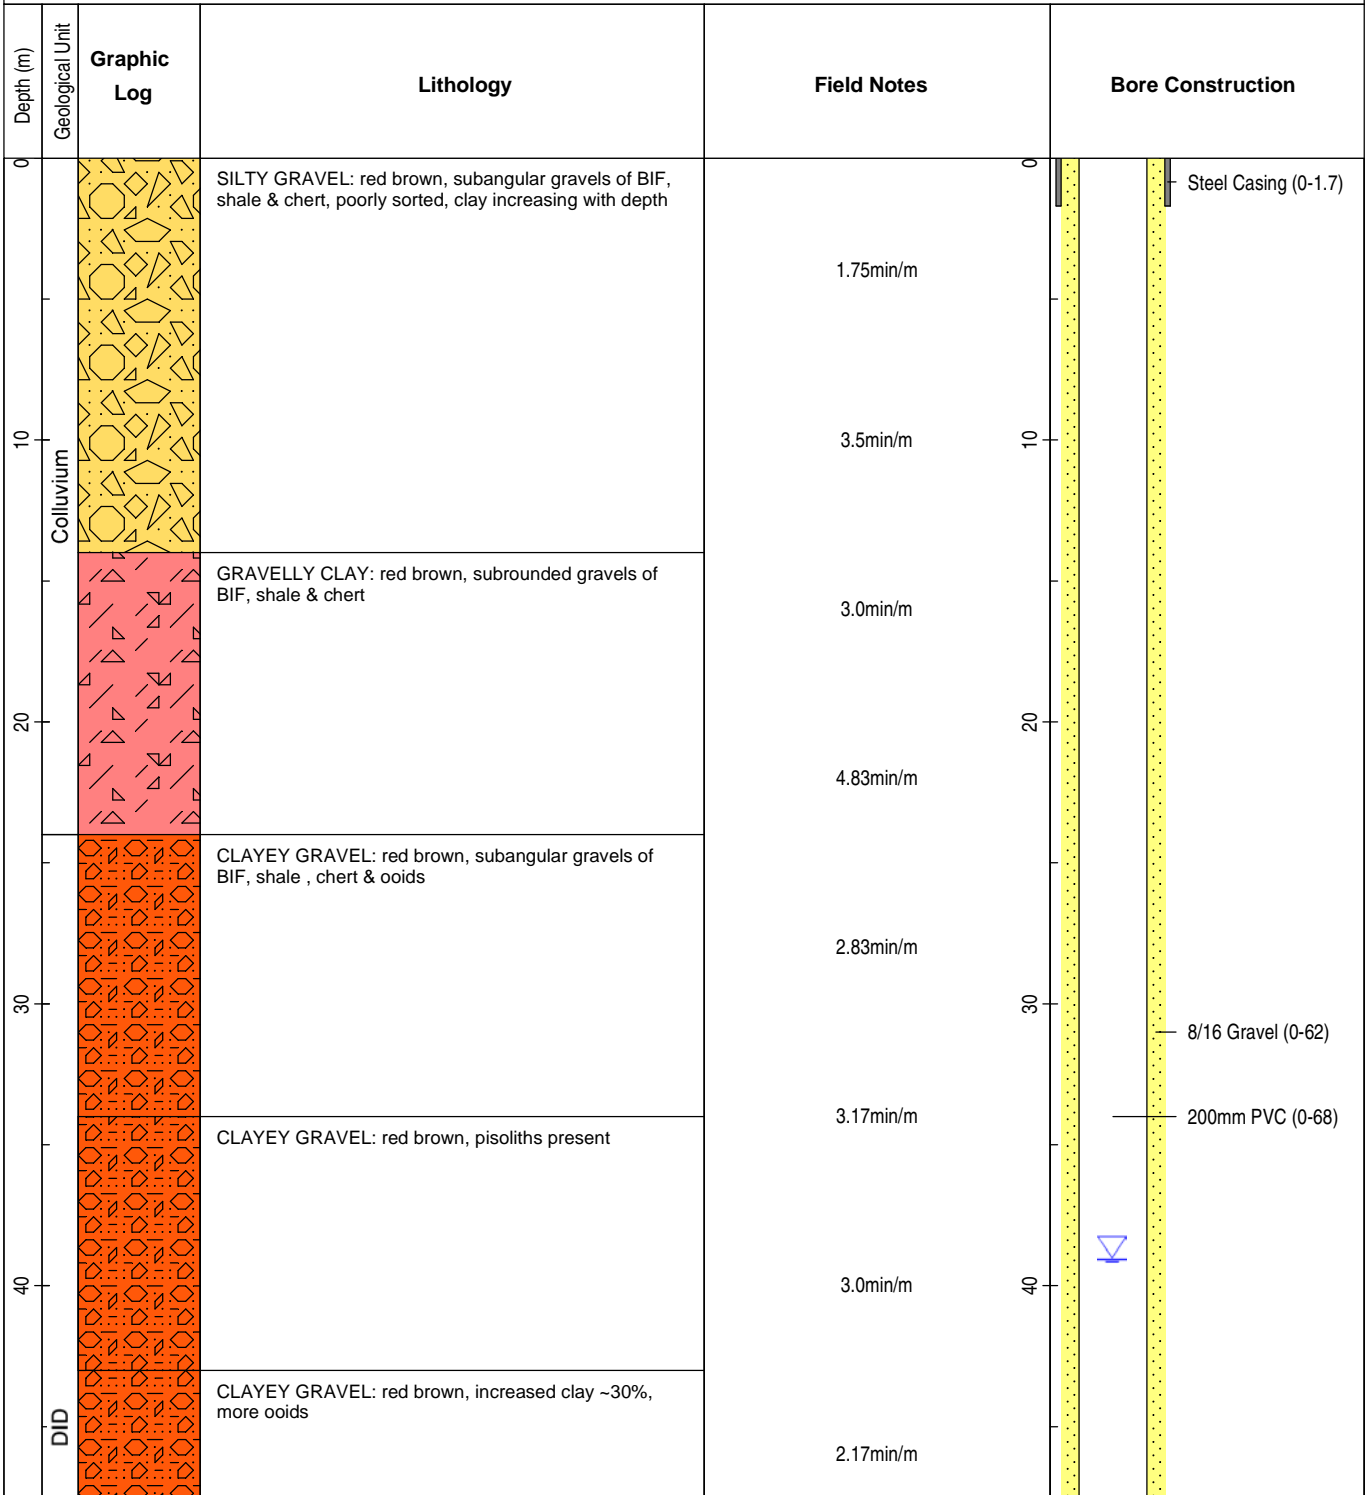 Depth (m)
Geological Unit
Graphic
Log
Lithology
Field Notes
Bore Construction
0
10
20
30
40
Colluvium
DID
SILTY GRAVEL: red brown, subangular gravels of BIF,
shale & chert, poorly sorted, clay increasing with depth
GRAVELLY CLAY: red brown, subrounded gravels of
BIF, shale & chert
CLAYEY GRAVEL: red brown, subangular gravels of
BIF, shale , chert & ooids
CLAYEY GRAVEL: red brown, pisoliths present
CLAYEY GRAVEL: red brown, increased clay ~30%,
more ooids
1.75min/m
3.5min/m
3.0min/m
4.83min/m
2.83min/m
3.17min/m
3.0min/m
2.17min/m
0
10
20
30
40
Steel Casing (0-1.7)
8/16 Gravel (0-62)
200mm PVC (0-68)